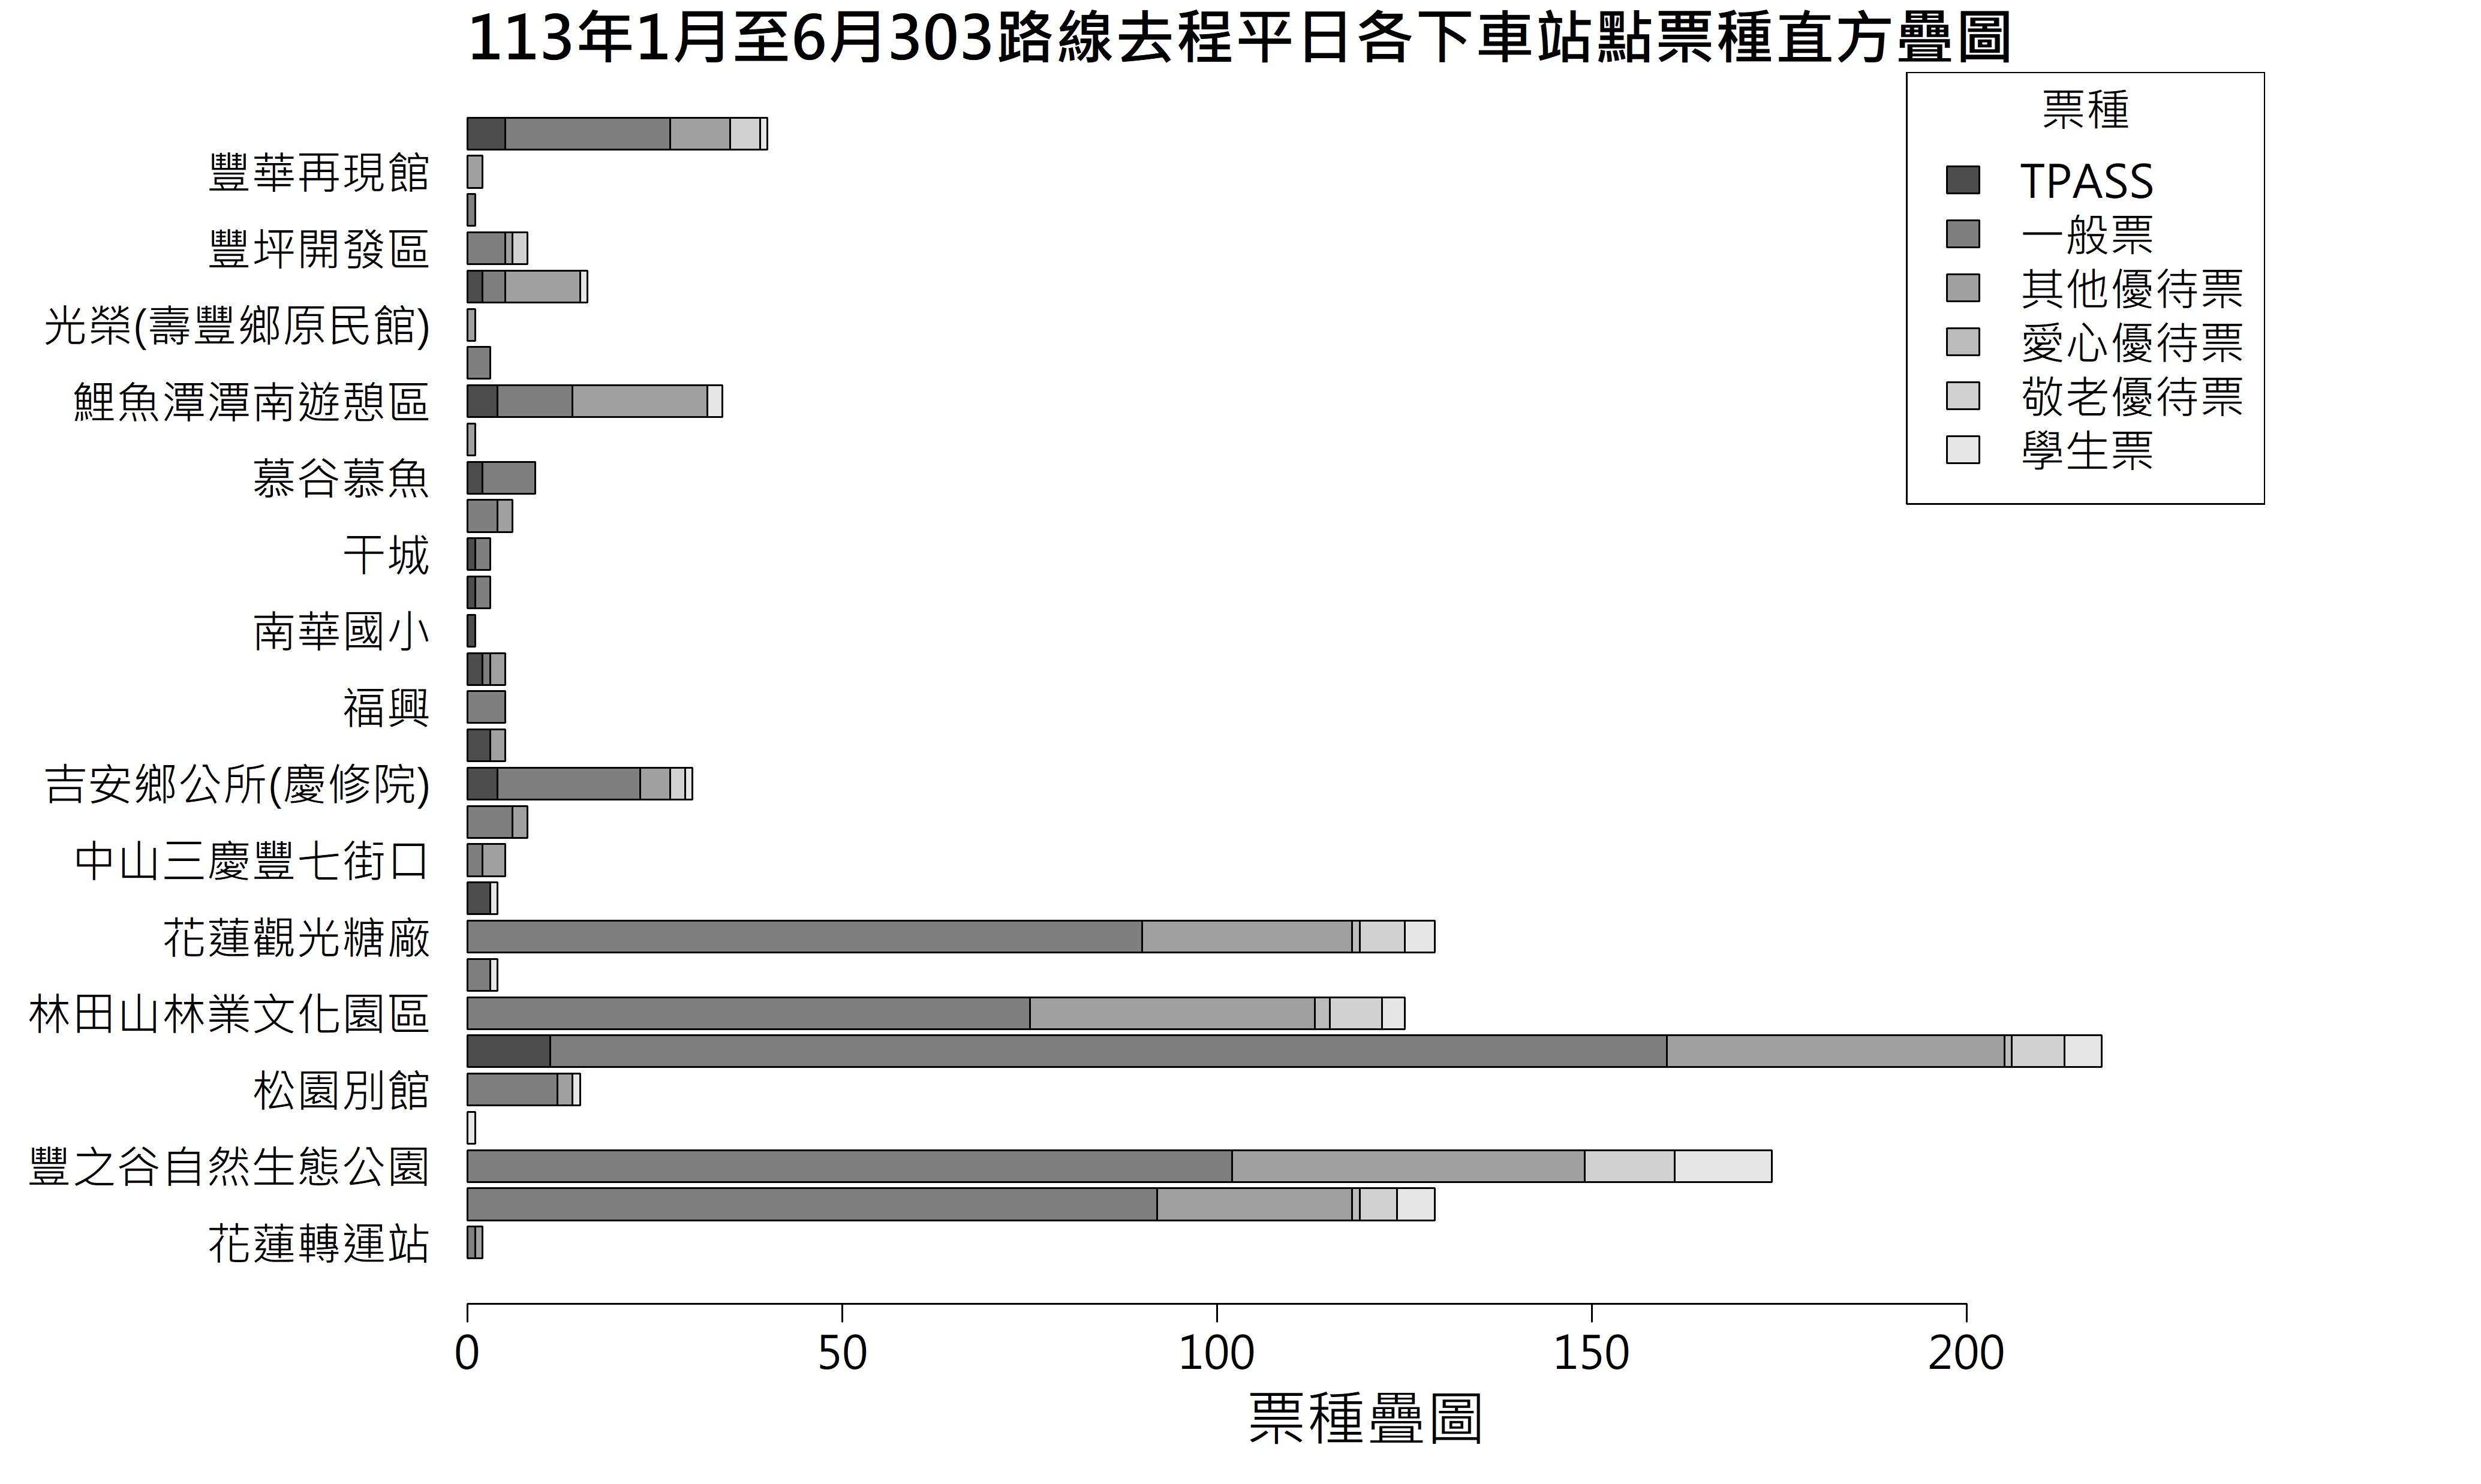 113年1月至6月303路線去程平日各下車站點票種直方疊圖
票種
TPASS
一般票
其他優待票
愛心優待票
敬老優待票
學生票
豐華再現館
豐坪開發區
光榮(壽豐鄉原民館)
鯉魚潭潭南遊憩區
慕谷慕魚
干城
南華國小
福興
吉安鄉公所(慶修院)
中山三慶豐七街口
花蓮觀光糖廠
林田山林業文化園區
松園別館
豐之谷自然生態公園
花蓮轉運站
0 50 100 150 200
票種疊圖